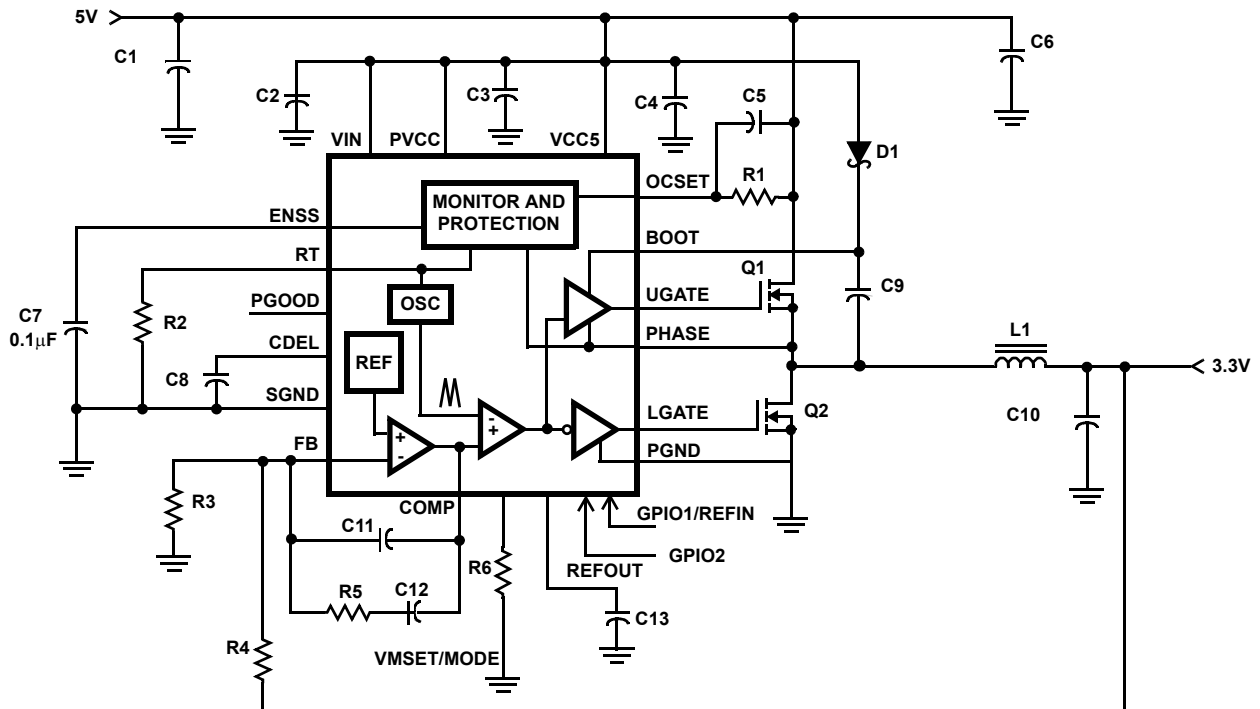 5V
C1
C6
C2
C3
C4
C5
VIN
PVCC
VCC5
D1
OCSET
R1
MONITOR AND
PROTECTION
ENSS
BOOT
RT
Q1
C9
UGATE
OSC
PGOOD
R2
C7
0.1µF
L1
PHASE
CDEL
REF
3.3V
C8
SGND
LGATE
Q2
C10
+
-
-
+
FB
PGND
R3
COMP
GPIO1/REFIN
C11
GPIO2
R6
REFOUT
R5
C12
C13
R4
VMSET/MODE